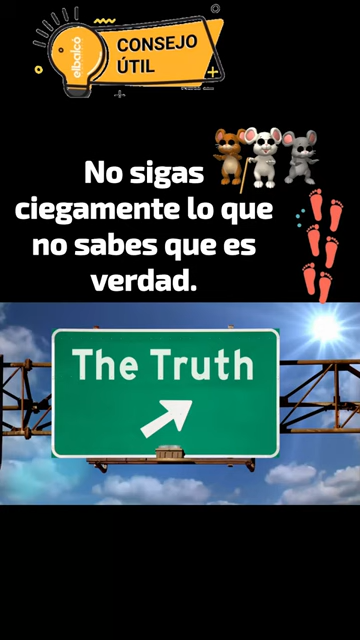 elbalcó
CONSEJO
ÚTIL
No sigas
ciegamente lo que
no sabes que es
verdad.
The Truth